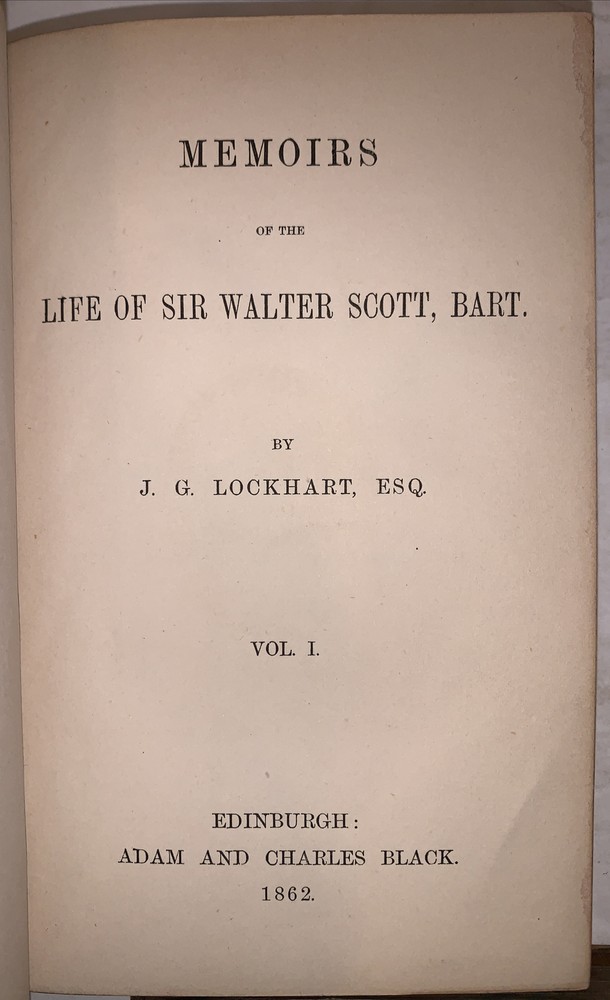 MEMOIRS
OF THE
LIFE OF SIR WALTER SCOTT, BART.
BY
J. G. LOCKHART, ESQ.
VOL. I.
EDINBURGH:
ADAM AND CHARLES BLACK.
1862.